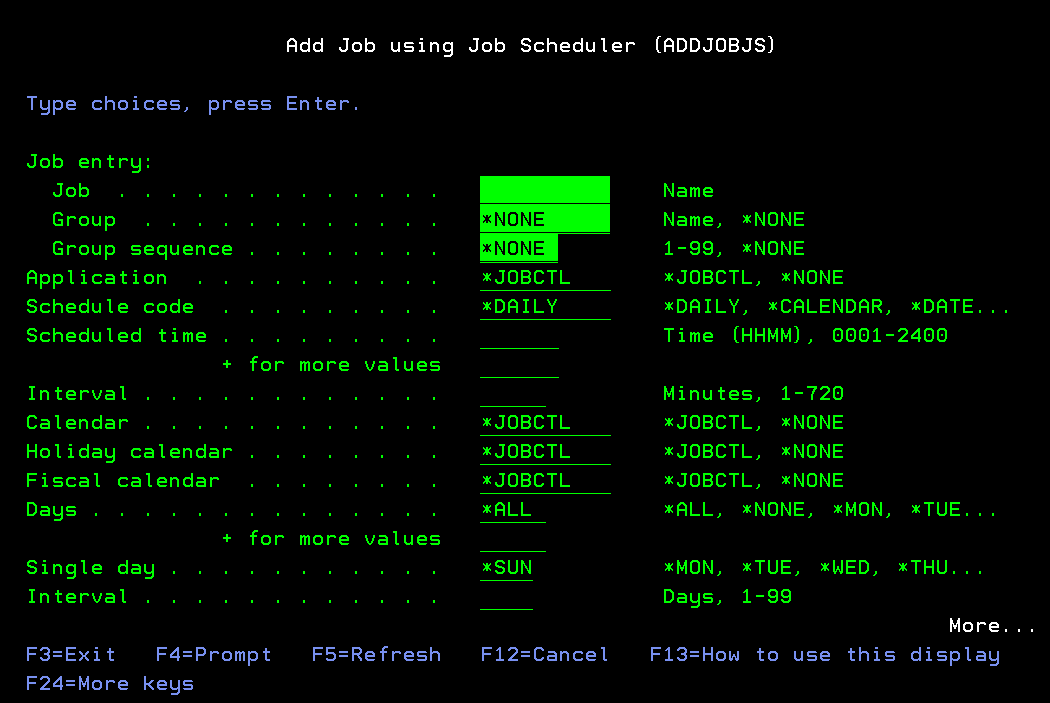 Add Job using Job Scheduler (ADDJOBJS)
Type choices, press Enter.
Job entry:
Job . . . . . . . . . . . . . Name
Group . . . . . . . . . . . . *NONE Name, *NONE
Group sequence . . . . . . . . *NONE 1-99, *NONE
Application . . . . . . . . . . *JOBCTL *JOBCTL, *NONE
Schedule code . . . . . . . . . *DAILY *DAILY, *CALENDAR, *DATE...
Scheduled time . . . . . . . . . Time (HHMM), 0001-2400
+ for more values
Interval . . . . . . . . . . . . Minutes, 1-720
Calendar . . . . . . . . . . . . *JOBCTL *JOBCTL, *NONE
Holiday calendar . . . . . . . . *JOBCTL *JOBCTL, *NONE
Fiscal calendar . . . . . . . . *JOBCTL *JOBCTL, *NONE
Days . . . . . . . . . . . . . . *ALL *ALL, *NONE, *MON, *TUE...
+ for more values
Single day . . . . . . . . . . . *SUN *MON, *TUE, *WED, *THU...
Interval . . . . . . . . . . . . Days, 1-99
More...
F3=Exit F4=Prompt F5=Refresh F12=Cancel F13=How to use this display
F24=More keys